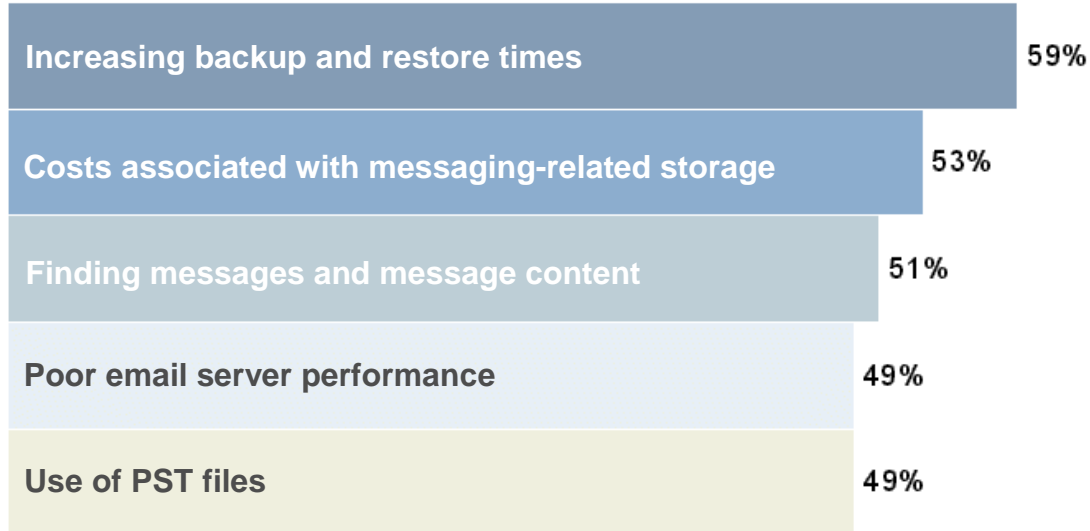 Increasing backup and restore times 59%
Costs associated with messaging-related storage 53%
Finding messages and message content 51%
Poor email server performance 49%
Use of PST files 49%